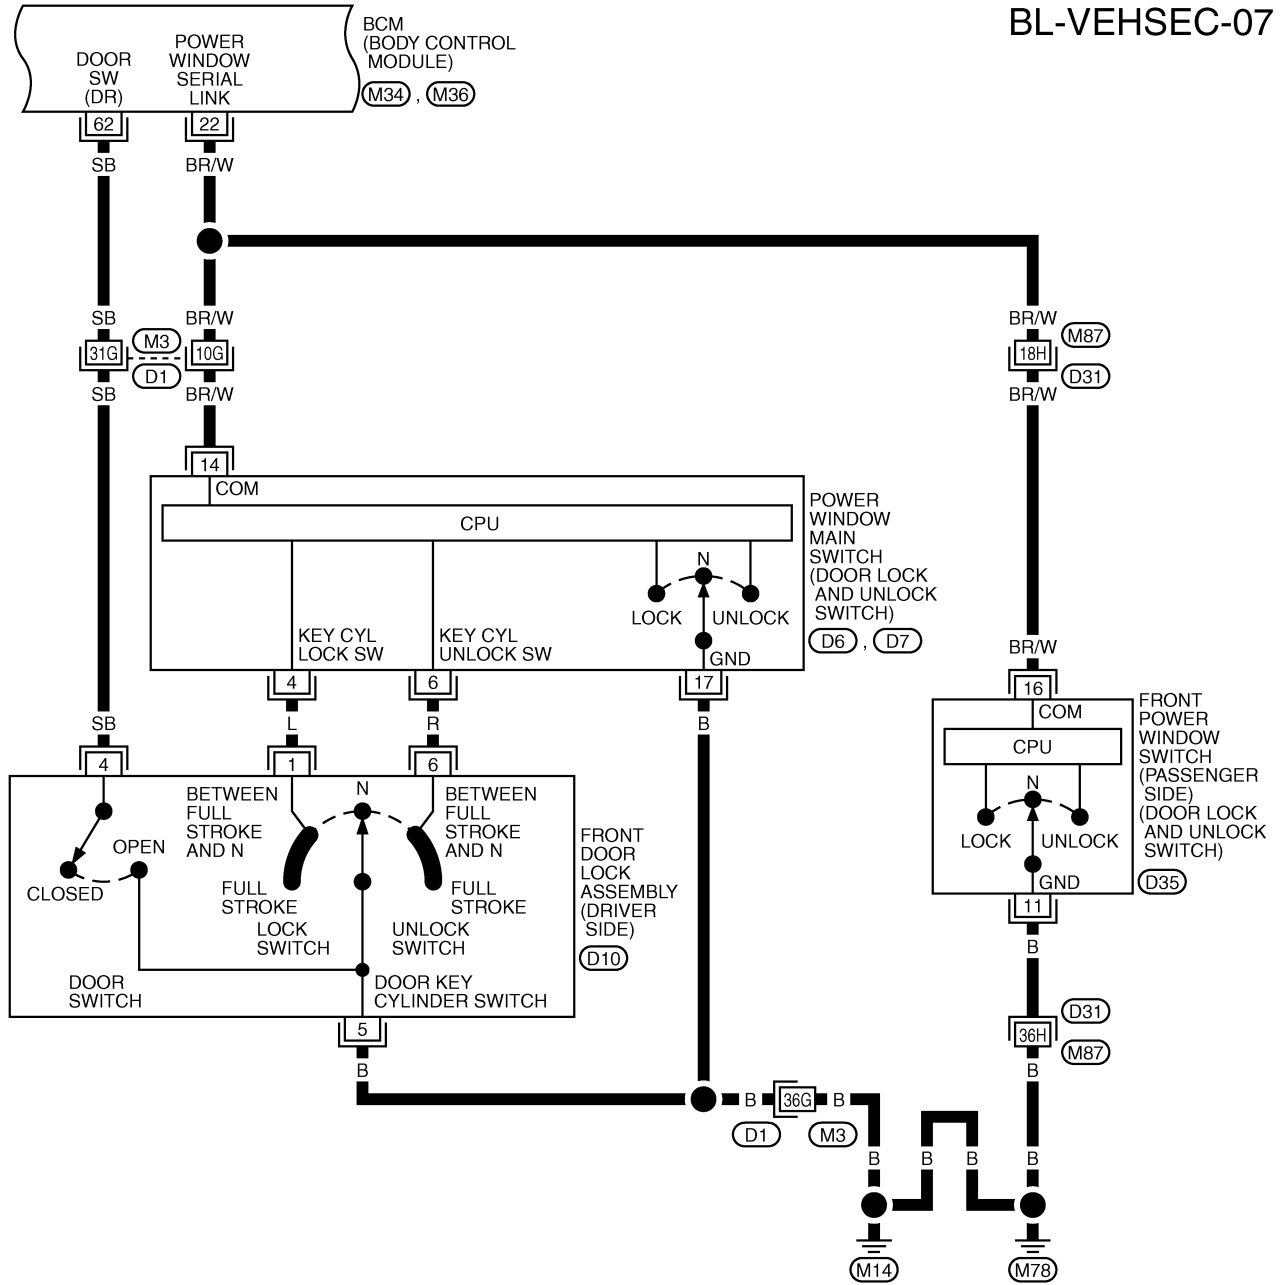 BL-VEHSEC-07
BCM
(BODY CONTROL
MODULE)
M34 , M36
DOOR
SW
(DR)
POWER
WINDOW
SERIAL
LINK
62
22
SB
BR/W
SB
BR/W
BR/W
31G
M3
10G
18H
M87
D1
D31
SB
BR/W
BR/W
14
COM
CPU
POWER
WINDOW
MAIN
SWITCH
(DOOR LOCK
AND UNLOCK
SWITCH)
D6 , D7
N
LOCK
UNLOCK
KEY CYL
LOCK SW
KEY CYL
UNLOCK SW
GND
4
6
17
BR/W
16
SB
L
R
B
COM
CPU
N
LOCK
UNLOCK
GND
11
FRONT
POWER
WINDOW
SWITCH
(PASSENGER
SIDE)
(DOOR LOCK
AND UNLOCK
SWITCH)
D35
4
1
6
BETWEEN
FULL
STROKE
AND N
N
BETWEEN
FULL
STROKE
AND N
OPEN
CLOSED
FULL
STROKE
FULL
STROKE
LOCK
SWITCH
UNLOCK
SWITCH
DOOR
SWITCH
DOOR KEY
CYLINDER SWITCH
FRONT
DOOR
LOCK
ASSEMBLY
(DRIVER
SIDE)
D10
5
B
B
D31
36H
M87
B
B
36G
B
D1
M3
B
B
B
B
M14
M78